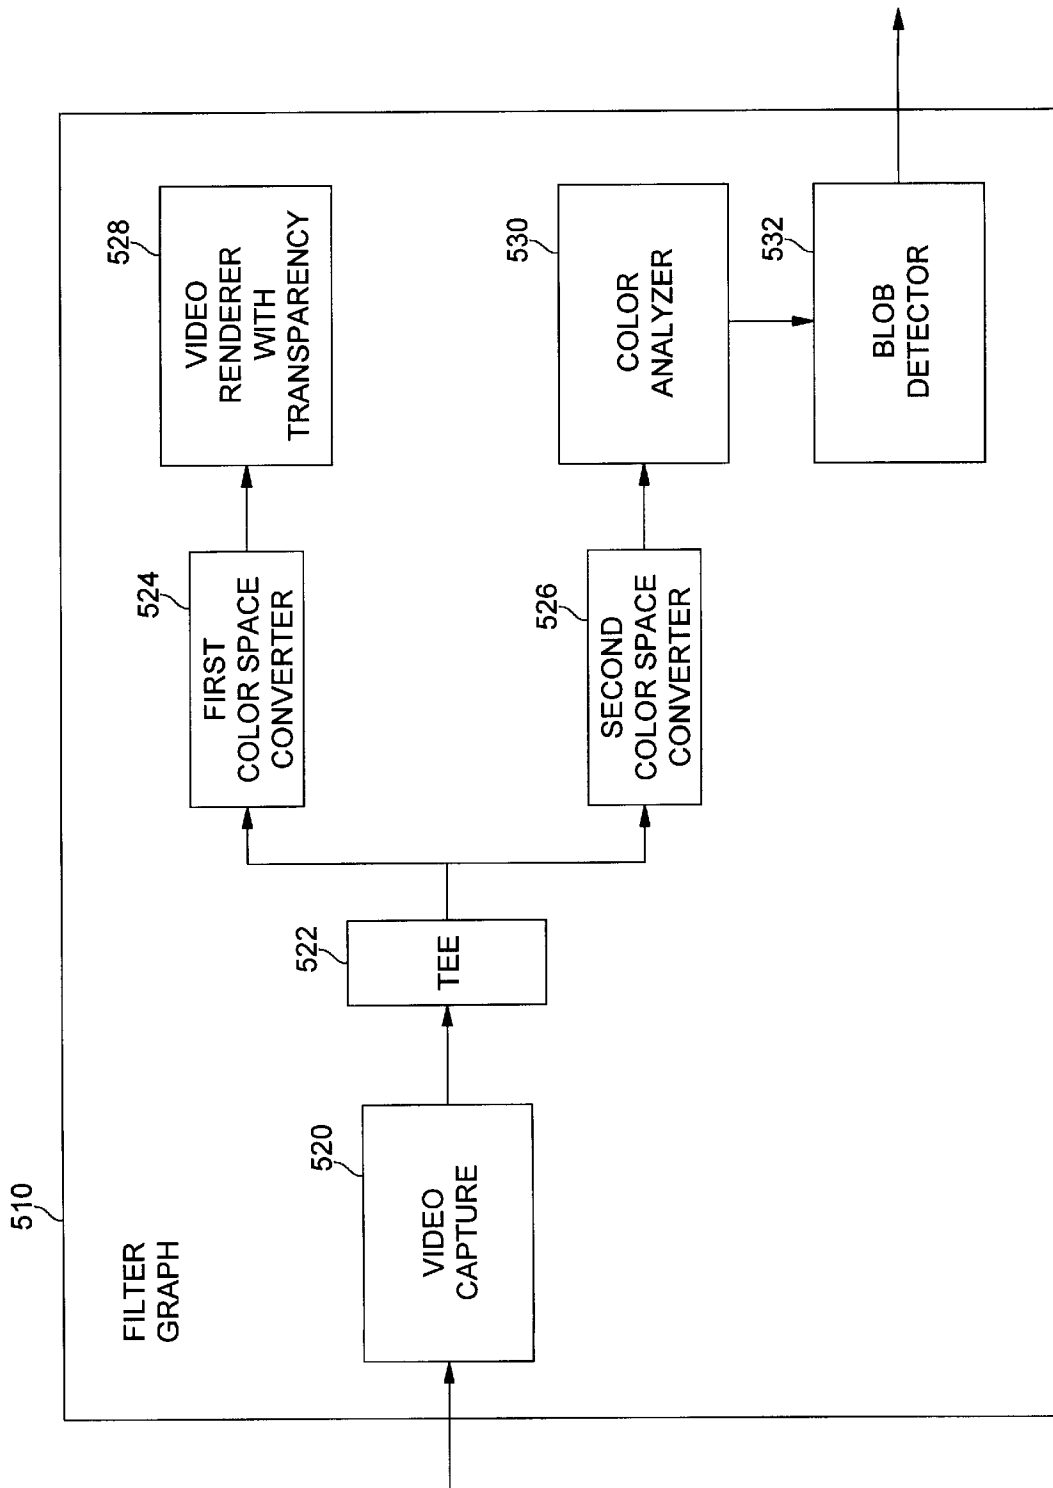 510
FILTER
GRAPH
520
VIDEO
CAPTURE
522
TEE
524
FIRST
COLOR SPACE
CONVERTER
528
VIDEO
RENDERER
WITH
TRANSPARENCY
526
SECOND
COLOR SPACE
CONVERTER
530
COLOR
ANALYZER
532
BLOB
DETECTOR